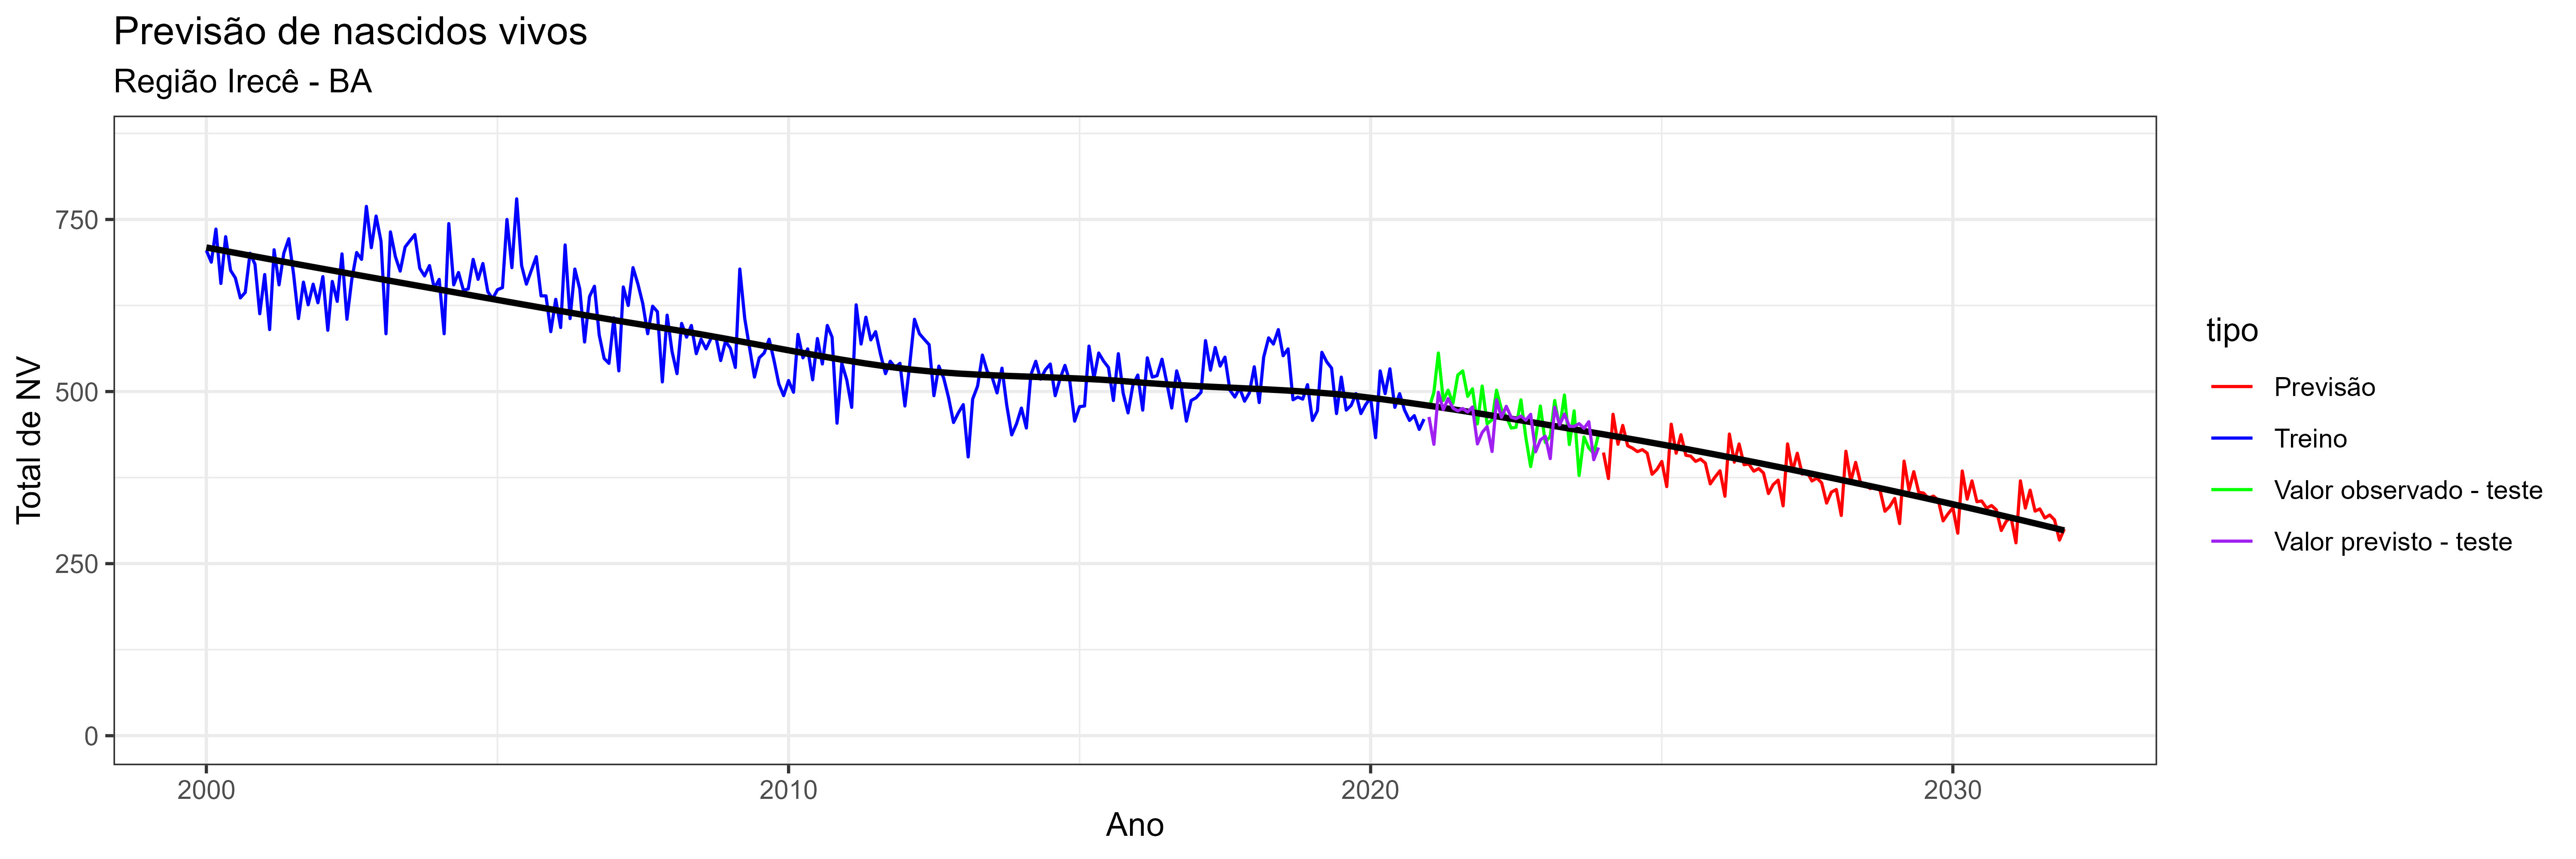 Previsão de nascidos vivos
Região Irecê - BA
Total de NV
750
500
250
0
2000
2010
2020
2030
Ano
tipo
Previsão
Treino
Valor observado - teste
Valor previsto - teste